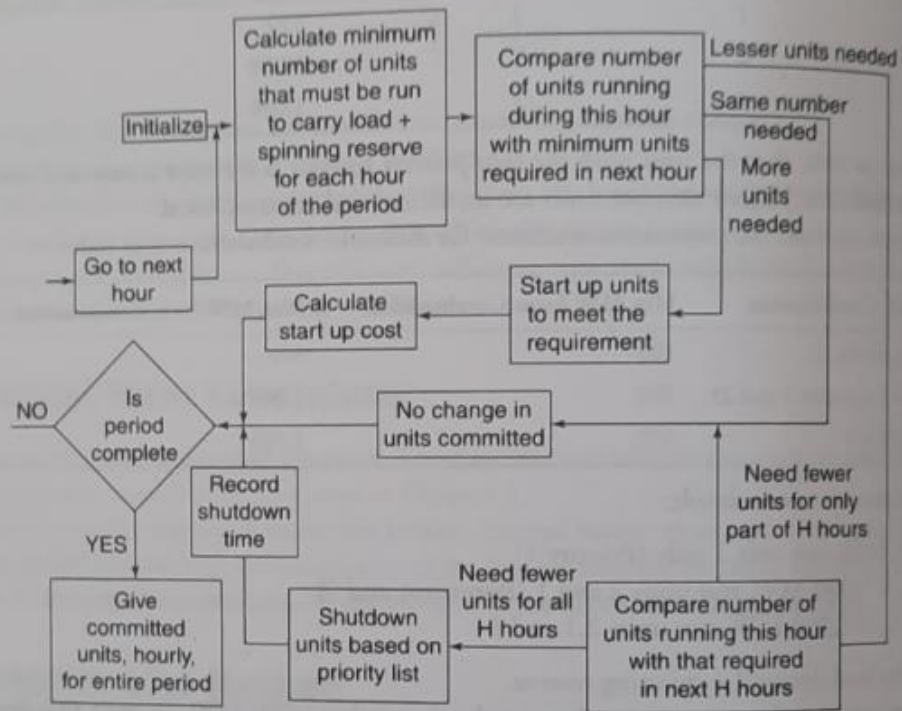 Initialize
Calculate minimum
number of units
that must be run
to carry load +
spinning reserve
for each hour
of the period
Compare number
of units running
during this hour
with minimum units
required in next hour
Lesser units needed
Same number
needed
More
units
needed
Go to next
hour
Calculate
start up cost
Start up units
to meet the
requirement
NO
Is
period
complete
No change in
units committed
Need fewer
units for only
part of H hours
Record
shutdown
time
YES
Give
committed
units, hourly,
for entire period
Shutdown
units based on
priority list
Need fewer
units for all
H hours
Compare number of
units running this hour
with that required
in next H hours